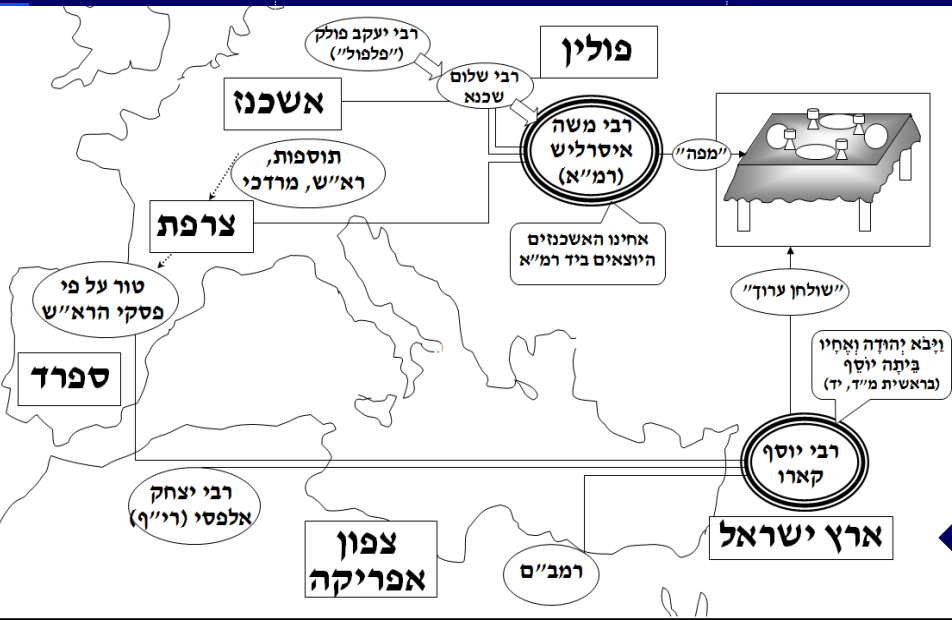 רבי יעקב פולק
("פלפול")
פולין
רבי שלום
שכנא
אשכנז
רבי משה
איסרליש
(רמ"א)
"מפה"
תוספות,
רא"ש, מרדכי
צרפת
אחינו האשכנזים
היוצאים ביד רמ"א
טור על פי
פסקי הרא"ש
"שולחן ערוך"
ספרד
וַיָּבֹא יְהוּדָה וְאֶחָיו
בֵּיתָה יוֹסֵף
(בראשית מ"ד, יד)
רבי יוסף
קארו
רבי יצחק
אלפסי (רי"ף)
צפון
אפריקה
ארץ ישראל
רמב"ם